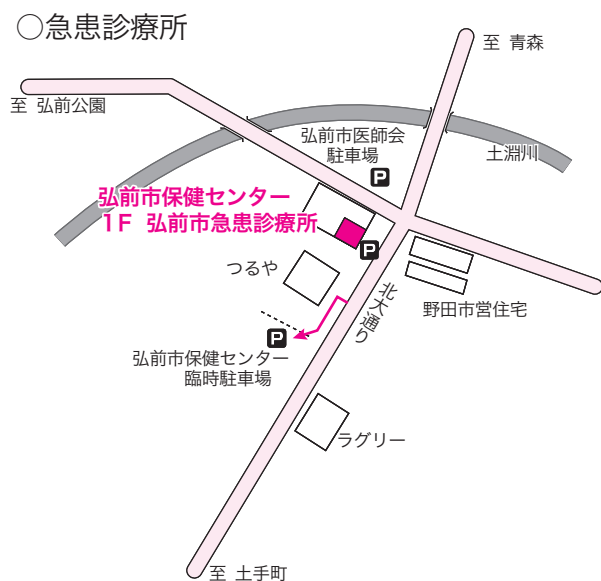 ○急患診療所
至 青森
至 弘前公園
弘前市医師会
駐車場
P
土淵川
弘前市保健センター
1F 弘前市急患診療所
P
つるや
北大通り
野田市営住宅
P
弘前市保健センター
臨時駐車場
ラグリー
至 土手町